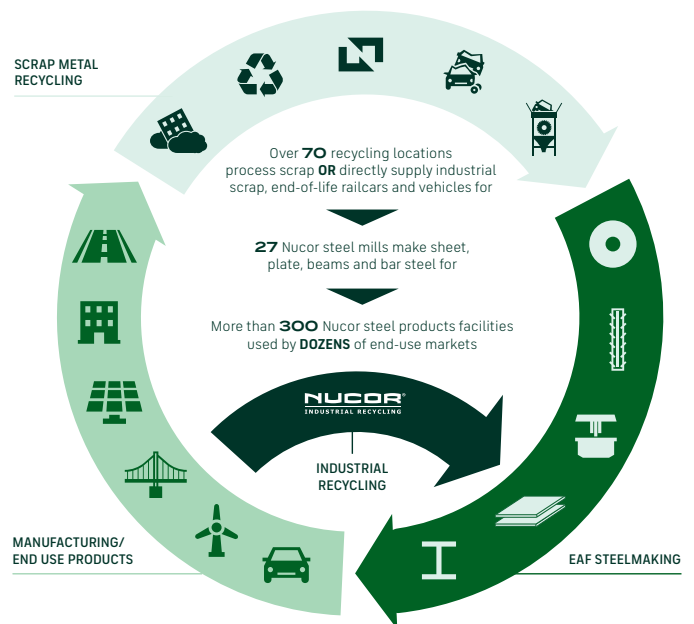 SCRAP METAL
RECYCLING
Over 70 recycling locations
process scrap OR directly supply industrial
scrap, end-of-life railcars and vehicles for
27 Nucor steel mills make sheet,
plate, beams and bar steel for
More than 300 Nucor steel products facilities
used by DOZENS of end-use markets
NUCOR®
INDUSTRIAL RECYCLING
INDUSTRIAL
RECYCLING
MANUFACTURING/
END USE PRODUCTS
EAF STEELMAKING